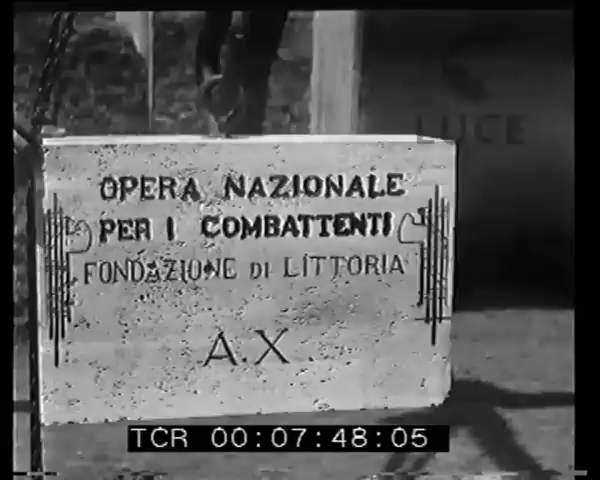 LUCE
OPERA NAZIONALE
PER I COMBATTENTI
FONDAZIONE DI LITTORIA
A.X
TCR 00:07:48:05